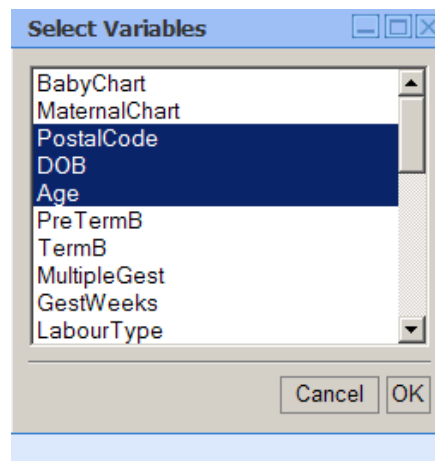 Select Variables
BabyChart
MaternalChart
PostalCode
DOB
Age
PreTermB
TermB
MultipleGest
GestWeeks
LabourType
Cancel OK